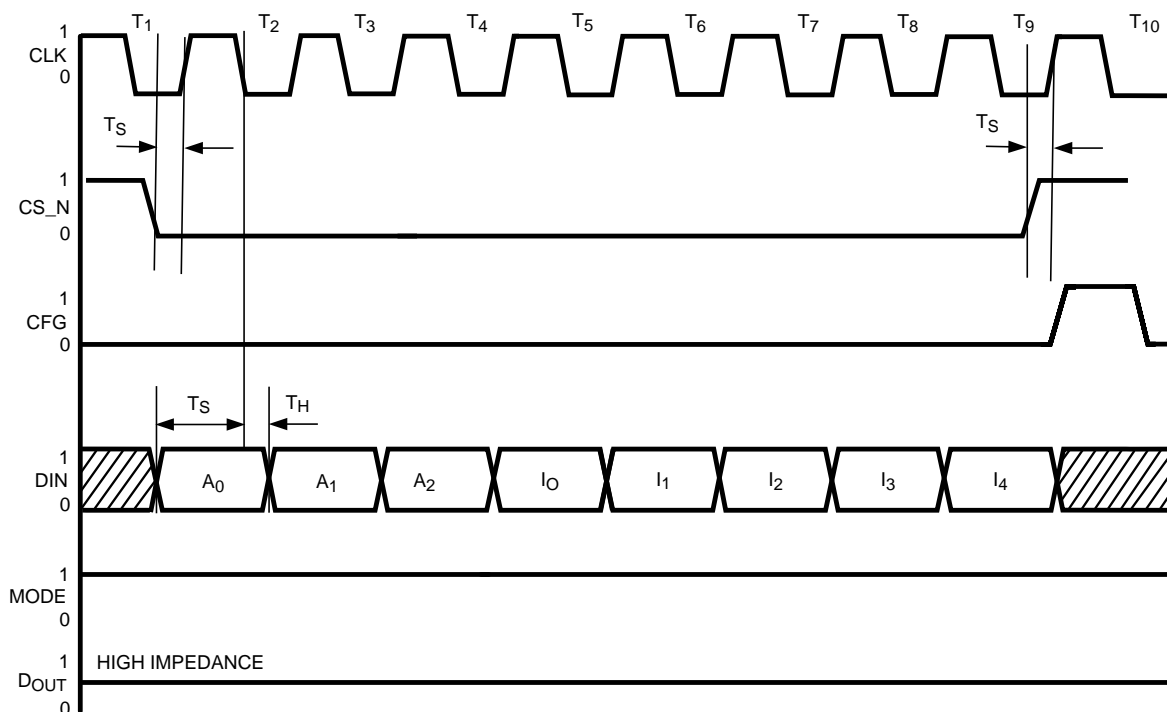 T1 T2 T3 T4 T5 T6 T7 T8 T9 T10
1
CLK
0
TS TS
1
CS_N
0
1
CFG
0
TS TH
1
DIN A0 A1 A2 IO I1 I2 I3 I4
0
1
MODE
0
1 HIGH IMPEDANCE
DOUT
0